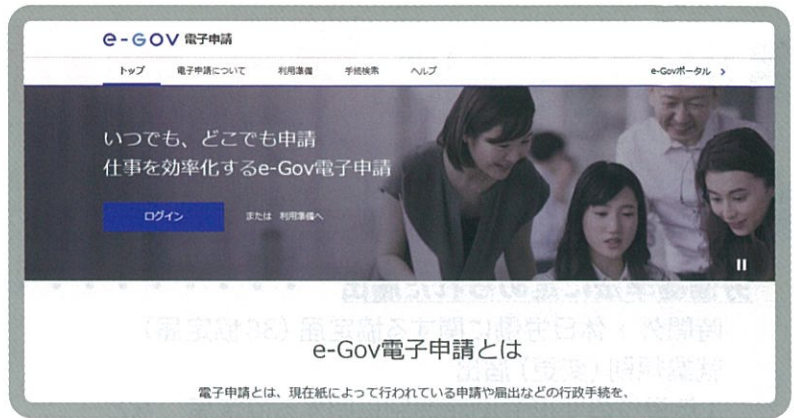 e-GOV 電子申請
トップ 電子申請について 利用準備 手続検索 ヘルプ e-Govポータル >
いつでも、どこでも申請
仕事を効率化するe-Gov電子申請
ログイン または 利用準備へ
e-Gov電子申請とは
電子申請とは、現在紙によって行われている申請や届出などの行政手続を、